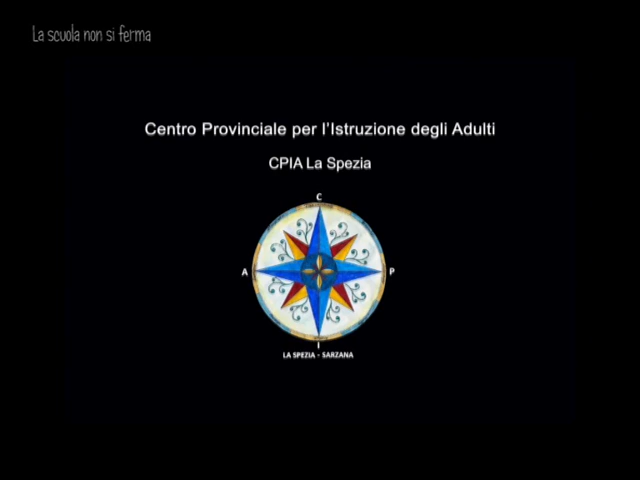 La scuola non si ferma
Centro Provinciale per l'Istruzione degli Adulti
CPIA La Spezia
C
A
P
I
LA SPEZIA - SARZANA